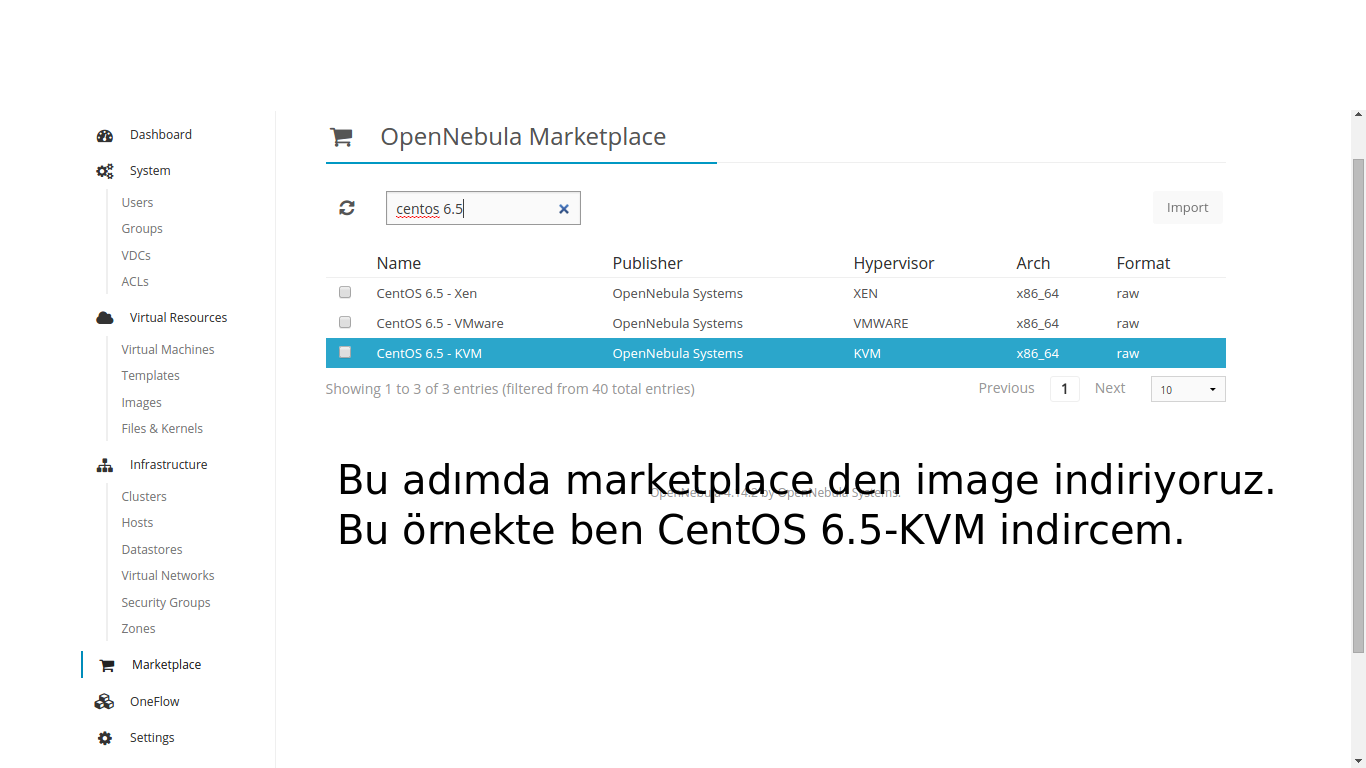 Dashboard
System
Users
Groups
VDCs
ACLs
Virtual Resources
Virtual Machines
Templates
Images
Files & Kernels
Infrastructure
Clusters
Hosts
Datastores
Virtual Networks
Security Groups
Zones
Marketplace
OneFlow
Settings
OpenNebula Marketplace
centos 6.5
Import
Name Publisher Hypervisor Arch Format
CentOS 6.5 - Xen OpenNebula Systems XEN x86_64 raw
CentOS 6.5 - VMware OpenNebula Systems VMWARE x86_64 raw
CentOS 6.5 - KVM OpenNebula Systems KVM x86_64 raw
Showing 1 to 3 of 3 entries (filtered from 40 total entries) Previous 1 Next 10
Bu adımda marketplace den image indiriyoruz.
OpenNebula by OpenNebula Systems.
Bu örnekte ben CentOS 6.5-KVM indircem.